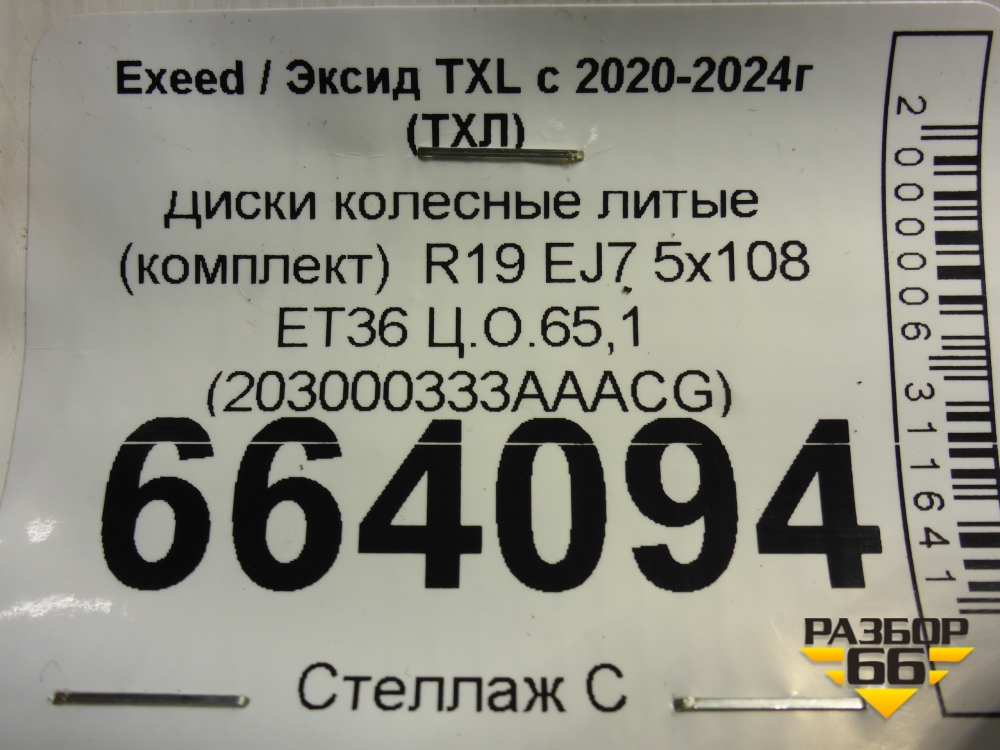 Exeed / Эксид TXL с 2020-2024г
(ТХЛ)
диски колесные литые
(комплект) R19 EJ7 5x108
ET36 Ц.О.65,1
(203000333AAACG)
664094
Стеллаж С
2000006311641
РАЗБОР
66